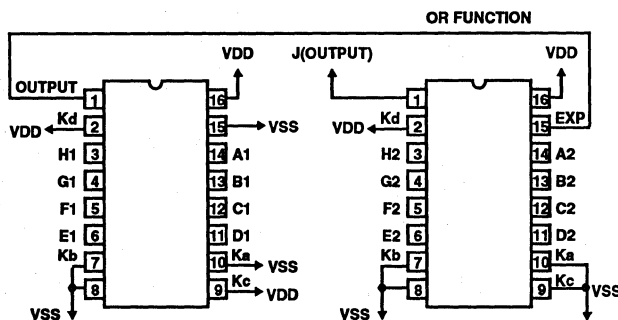 OR FUNCTION
VDD J(OUTPUT) VDD
OUTPUT 1 16 1 16
Kd 2 15 Kd 2 15 EXP
VDD VSS VDD
H1 3 14 A1 H2 3 14 A2
G1 4 13 B1 G2 4 13 B2
F1 5 12 C1 F2 5 12 C2
E1 6 11 D1 E2 6 11 D2
Kb 7 10 Ka VSS Kb 7 10 Ka
8 9 Kc VDD 8 9 Kc VSS
VSS VSS